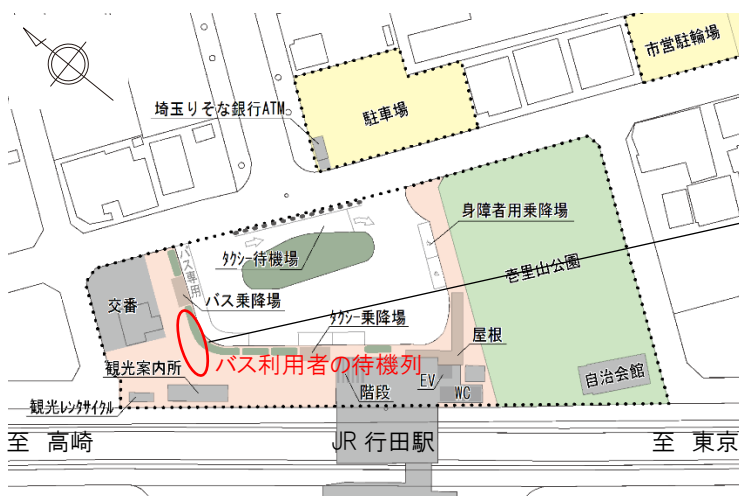 市営駐輪場
埼玉りそな銀行ATM
駐車場
身障者用乗降場
タクシー待機場
バス専用
壱里山公園
バス乗降場
交番
タクシー乗降場
屋根
バス利用者の待機列
観光案内所
EV
階段
WC
自治会館
観光レンタサイクル
至 高崎
JR 行田駅
至 東京